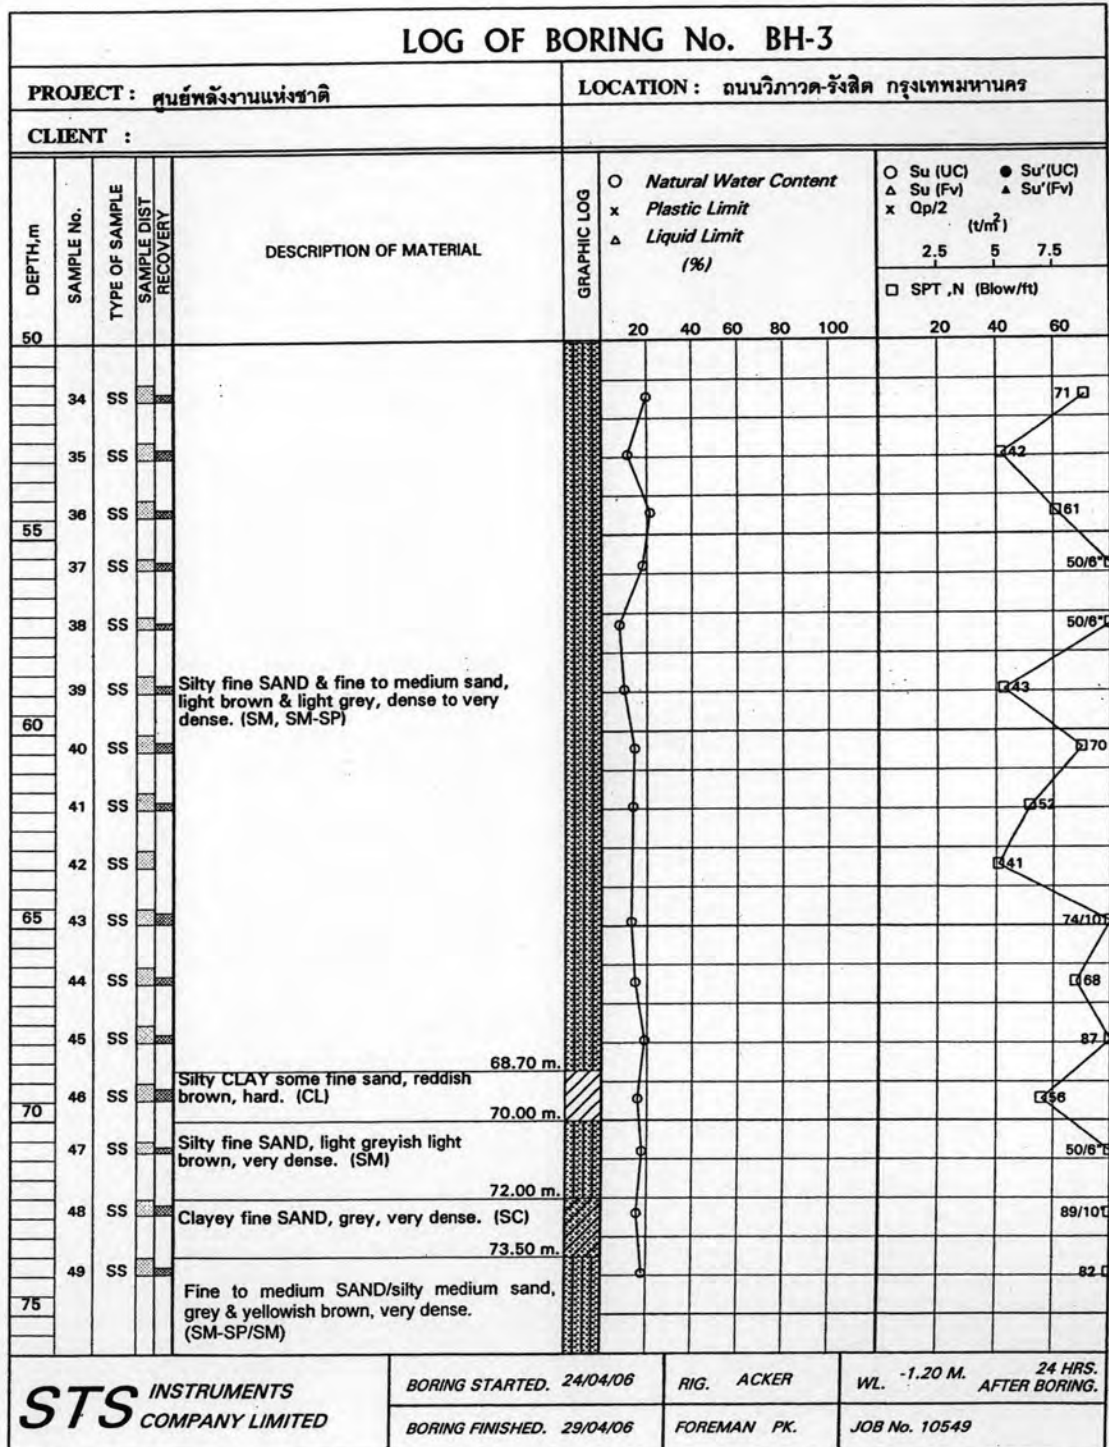 LOG OF BORING No. BH-3
PROJECT : ศูนย์พลังงานแห่งชาติ
LOCATION : ถนนวิภาวดี-รังสิต กรุงเทพมหานคร
CLIENT :
DEPTH,m
SAMPLE No.
TYPE OF SAMPLE
SAMPLE DIST
RECOVERY
DESCRIPTION OF MATERIAL
GRAPHIC LOG
○ Natural Water Content
x Plastic Limit
△ Liquid Limit
(%)
○ Su (UC) ● Su'(UC)
△ Su (Fv) ▲ Su'(Fv)
x Qp/2
(t/m²)
2.5 5 7.5
□ SPT ,N (Blow/ft)
50
20 40 60 80 100
20 40 60
34 SS 71
35 SS 42
36 SS 61
55
37 SS 50/6"
38 SS 50/6"
39 SS 43
Silty fine SAND & fine to medium sand,
light brown & light grey, dense to very
dense. (SM, SM-SP)
60
40 SS 70
41 SS 52
42 SS 41
65
43 SS 74/10
44 SS 68
45 SS 87
68.70 m.
Silty CLAY some fine sand, reddish
brown, hard. (CL)
46 SS 56
70
70.00 m.
Silty fine SAND, light greyish light
brown, very dense. (SM)
47 SS 50/6"
72.00 m.
48 SS 89/10"
Clayey fine SAND, grey, very dense. (SC)
73.50 m.
49 SS 82
75
Fine to medium SAND/silty medium sand,
grey & yellowish brown, very dense.
(SM-SP/SM)
STS INSTRUMENTS
COMPANY LIMITED
BORING STARTED. 24/04/06
RIG. ACKER
WL. -1.20 M. 24 HRS.
AFTER BORING.
BORING FINISHED. 29/04/06
FOREMAN PK.
JOB No. 10549